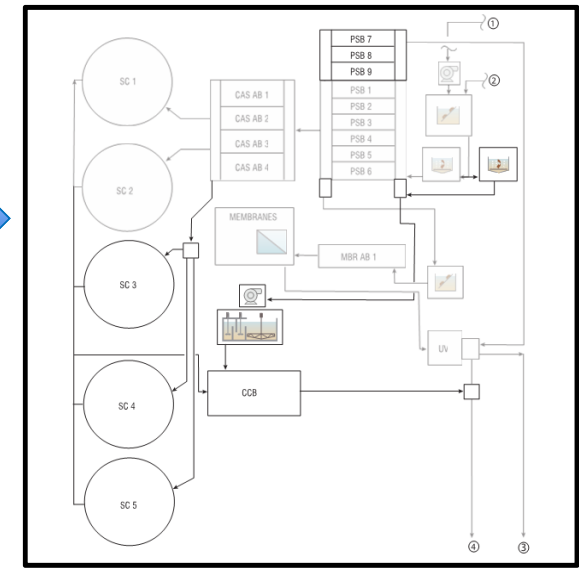 ①
PSB 7
PSB 8
PSB 9
②
SC 1
CAS AB 1
CAS AB 2
CAS AB 3
CAS AB 4
PSB 1
PSB 2
PSB 3
PSB 4
PSB 5
PSB 6
SC 2
MEMBRANES
MBR AB 1
SC 3
UV
CCB
SC 4
SC 5
④
③